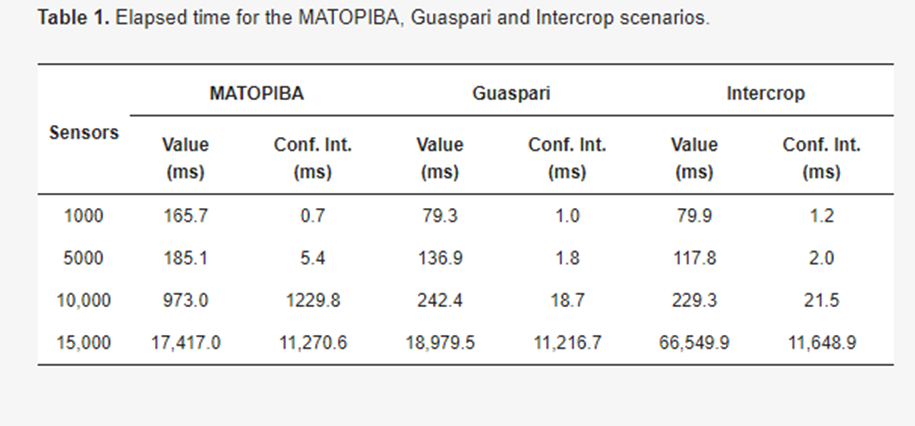 Table 1. Elapsed time for the MATOPIBA, Guaspari and Intercrop scenarios.
MATOPIBA Guaspari Intercrop
Sensors
Value Conf. Int. Value Conf. Int. Value Conf. Int.
(ms) (ms) (ms) (ms) (ms) (ms)
1000 165.7 0.7 79.3 1.0 79.9 1.2
5000 185.1 5.4 136.9 1.8 117.8 2.0
10,000 973.0 1229.8 242.4 18.7 229.3 21.5
15,000 17,417.0 11,270.6 18,979.5 11,216.7 66,549.9 11,648.9